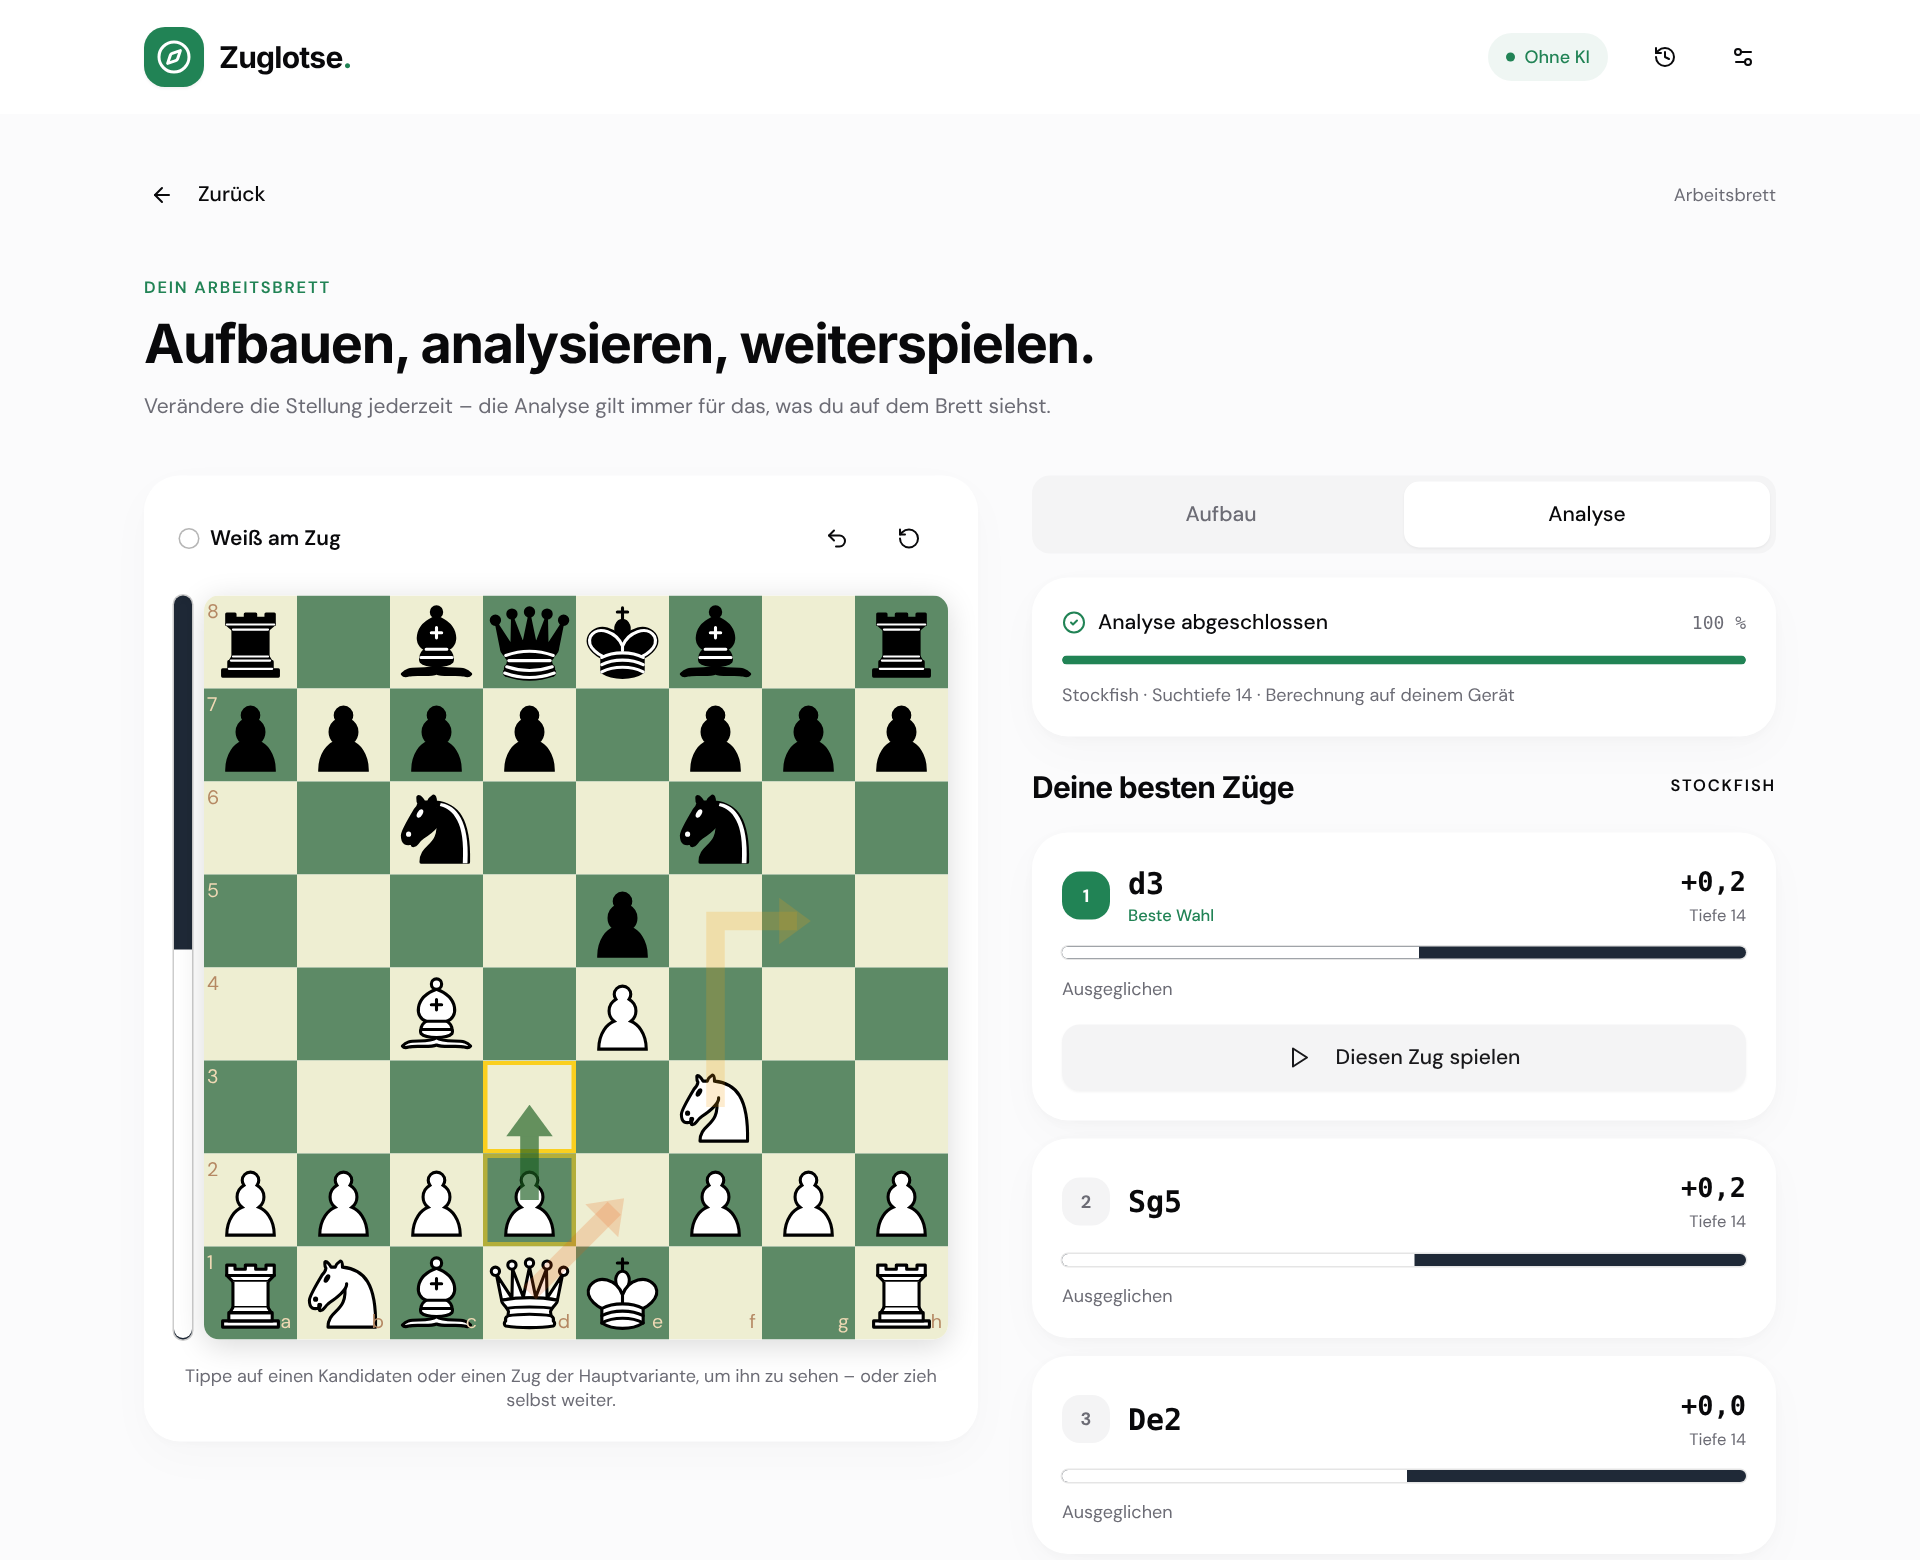 Zuglotse.
Ohne KI
Zurück
Arbeitsbrett
DEIN ARBEITSBRETT
Aufbauen, analysieren, weiterspielen.
Verändere die Stellung jederzeit – die Analyse gilt immer für das, was du auf dem Brett siehst.
Weiß am Zug
8
7
6
5
4
3
2
1
a b c d e f g h
Tippe auf einen Kandidaten oder einen Zug der Hauptvariante, um ihn zu sehen – oder zieh
selbst weiter.
Aufbau
Analyse
Analyse abgeschlossen
100 %
Stockfish · Suchtiefe 14 · Berechnung auf deinem Gerät
Deine besten Züge
STOCKFISH
1
d3
Beste Wahl
+0,2
Tiefe 14
Ausgeglichen
Diesen Zug spielen
2
Sg5
+0,2
Tiefe 14
Ausgeglichen
3
De2
+0,0
Tiefe 14
Ausgeglichen